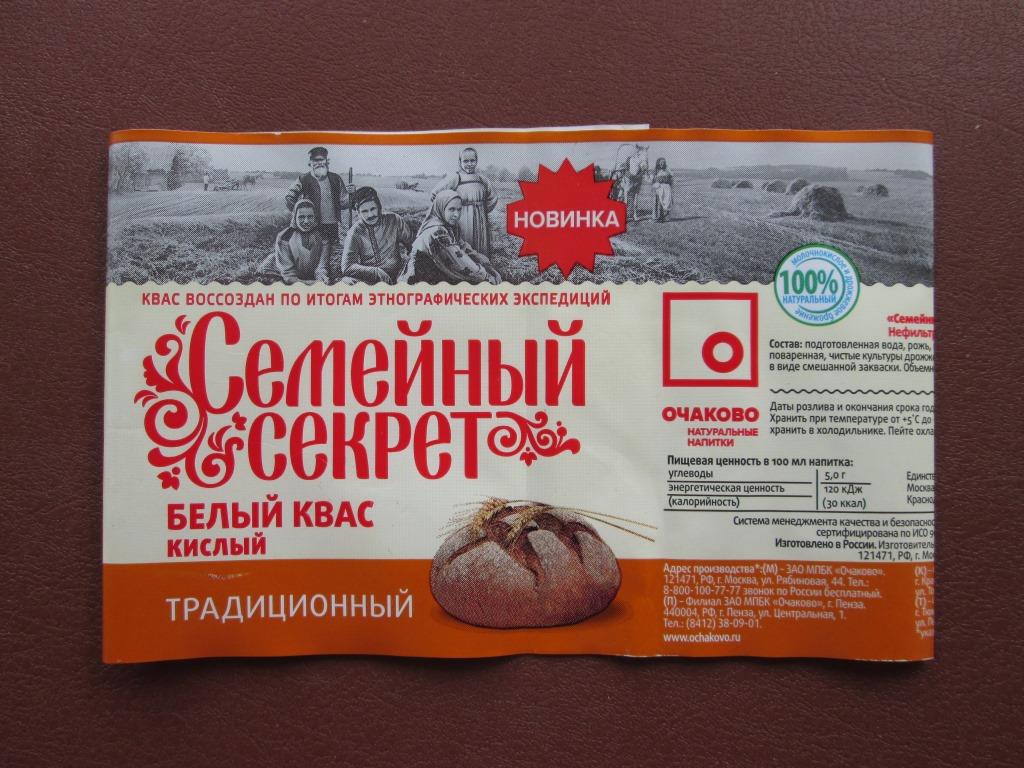 НОВИНКА
КВАС ВОССОЗДАН ПО ИТОГАМ ЭТНОГРАФИЧЕСКИХ ЭКСПЕДИЦИЙ
Семейный
секрет
БЕЛЫЙ КВАС
КИСЛЫЙ
ТРАДИЦИОННЫЙ
ОЧАКОВО
НАТУРАЛЬНЫЕ
НАПИТКИ
молочнокислое и дрожжевое брожение
100%
НАТУРАЛЬНЫЙ
Состав: подготовленная вода, рожь,
поваренная, чистые культуры
в виде смешанной закваски.
Даты розлива и окончания срока
Хранить при температуре от +5°С до
хранить в холодильнике. Пейте
Пищевая ценность в 100 мл напитка:
углеводы 5,0 г
энергетическая ценность 120 кДж
(калорийность) (30 ккал)
Система менеджмента качества и
сертифицирована по ИСО
Изготовлено в России.
121471, РФ, г.
Адрес производства*:(М) - ЗАО МПБК «Очаково».
121471, РФ, г. Москва, ул. Рябиновая, 44. Тел.:
8-800-100-77-77 звонок по России бесплатный.
(П) - Филиал ЗАО МПБК «Очаково», г. Пенза.
440004, РФ, г. Пенза, ул. Центральная, 1.
Тел.: (8412) 38-09-01.
www.ochakovo.ru
(К)
(Т)